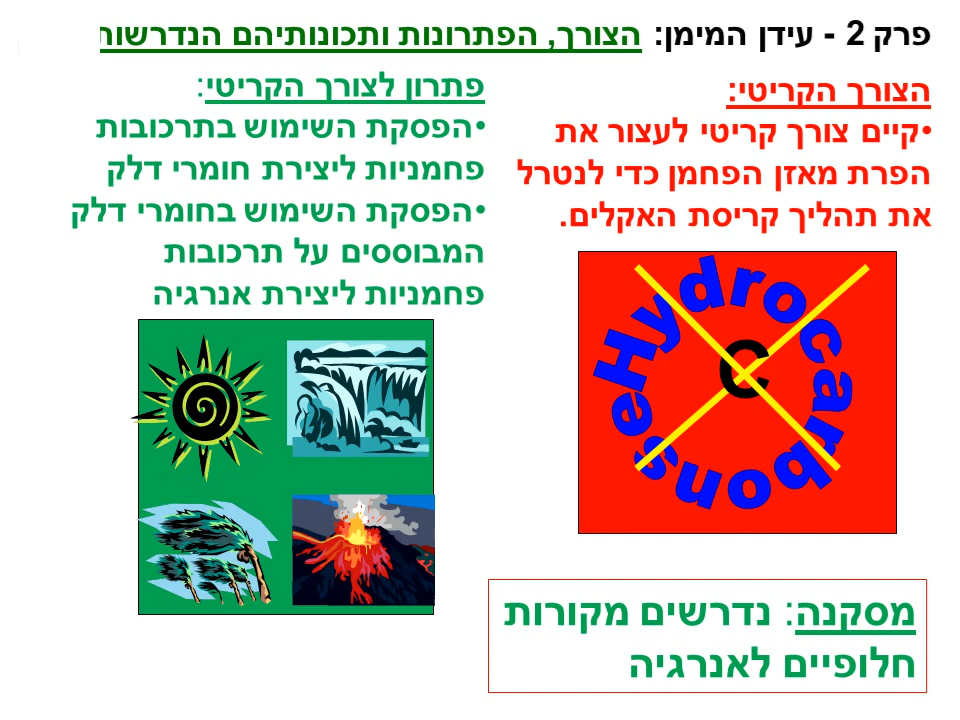 פרק 2 - עידן המימן: הצורך, הפתרונות ותכונותיהם הנדרשות
הצורך הקריטי:
•קיים צורך קריטי לעצור את
הפרת מאזן הפחמן כדי לנטרל
את תהליך קריסת האקלים.
Hydrocarbons
C
פתרון לצורך הקריטי:
•הפסקת השימוש בתרכובות
פחמניות ליצירת חומרי דלק
•הפסקת השימוש בחומרי דלק
המבוססים על תרכובות
פחמניות ליצירת אנרגיה
מסקנה: נדרשים מקורות
חלופיים לאנרגיה